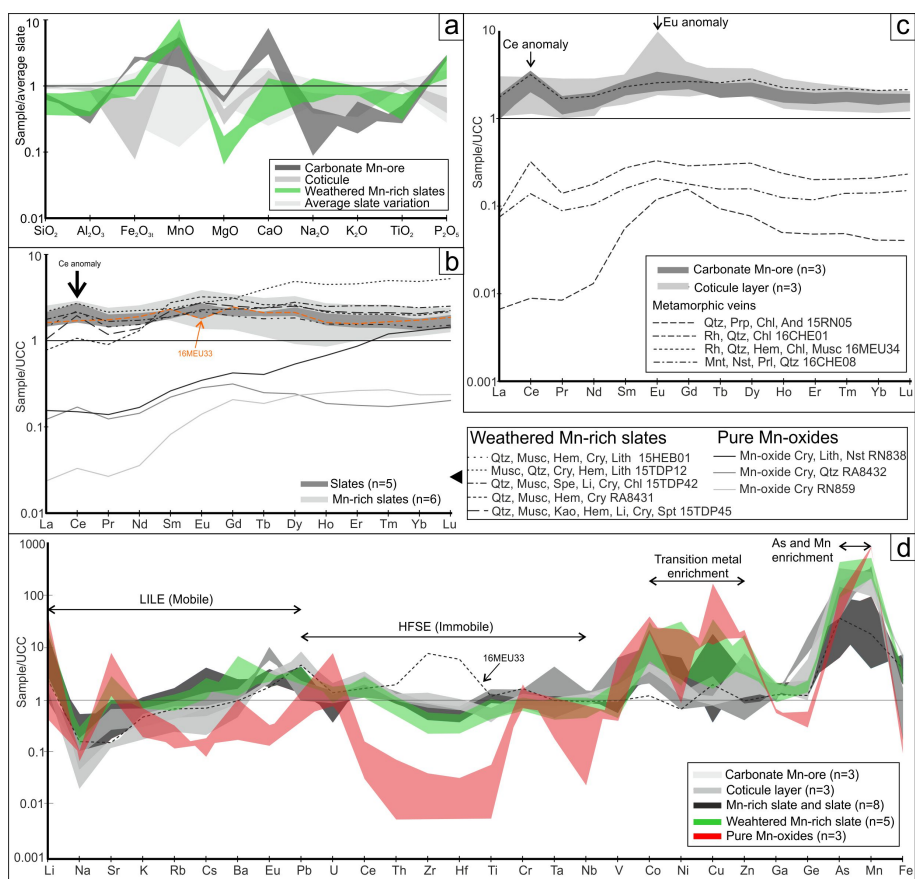 a
Sample/average slate
10
1
0.1
0.01
SiO₂ Al₂O₃ Fe₂O₃ₜ MnO MgO CaO Na₂O K₂O TiO₂ P₂O₅
Carbonate Mn-ore
Coticule
Weathered Mn-rich slates
Average slate variation
b
Sample/UCC
10
1
0.1
0.01
Ce anomaly
16MEU33
Slates (n=5)
Mn-rich slates (n=6)
La Ce Pr Nd Sm Eu Gd Tb Dy Ho Er Tm Yb Lu
c
Sample/UCC
10
1
0.1
0.01
0.001
Ce anomaly
Eu anomaly
Carbonate Mn-ore (n=3)
Coticule layer (n=3)
Metamorphic veins
Qtz, Prp, Chl, And 15RN05
Rh, Qtz, Chl 16CHE01
Rh, Qtz, Hem, Chl, Musc 16MEU34
Mnt, Nst, Prl, Qtz 16CHE08
La Ce Pr Nd Sm Eu Gd Tb Dy Ho Er Tm Yb Lu
Weathered Mn-rich slates
Qtz, Musc, Hem, Cry, Lith 15HEB01
Musc, Qtz, Cry, Hem, Lith 15TDP12
Qtz, Musc, Spe, Li, Cry, Chl 15TDP42
Qtz, Musc, Hem, Cry RA8431
Qtz, Musc, Kao, Hem, Li, Cry, Spt 15TDP45
Pure Mn-oxides
Mn-oxide Cry, Lith, Nst RN838
Mn-oxide Cry, Qtz RA8432
Mn-oxide Cry RN859
d
Sample/UCC
1000
100
10
1
0.1
0.01
0.001
LILE (Mobile)
HFSE (Immobile)
16MEU33
Transition metal
enrichment
As and Mn
enrichment
Carbonate Mn-ore (n=3)
Coticule layer (n=3)
Mn-rich slate and slate (n=8)
Weahtered Mn-rich slate (n=5)
Pure Mn-oxides (n=3)
Li Na Sr K Rb Cs Ba Eu Pb U Ce Th Zr Hf Ti Cr Ta Nb V Co Ni Cu Zn Ga Ge As Mn Fe